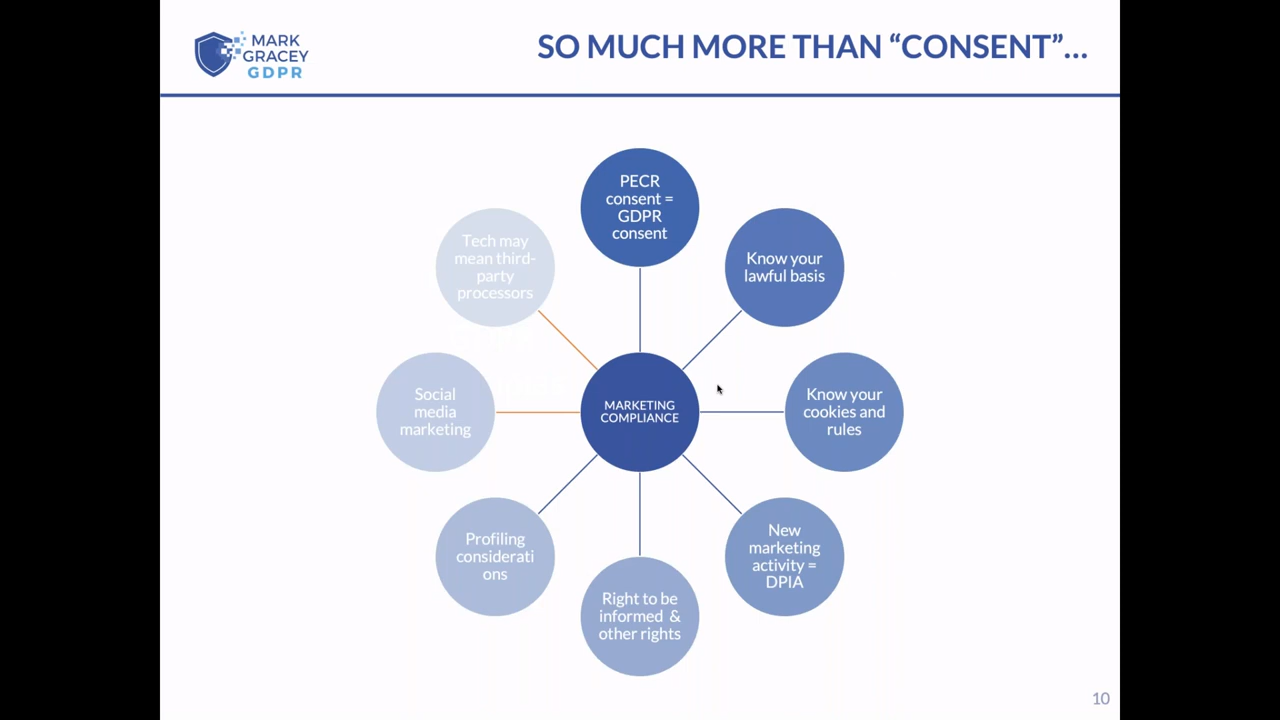 MARK
GRACEY
GDPR
SO MUCH MORE THAN “CONSENT”...
PECR
consent =
GDPR
consent
Know your
lawful basis
Know your
cookies and
rules
New
marketing
activity =
DPIA
Right to be
informed & 
other rights
Profiling
considerati
ons
Social
media
marketing
Tech may
mean third-
party
processors
MARKETING
COMPLIANCE
10